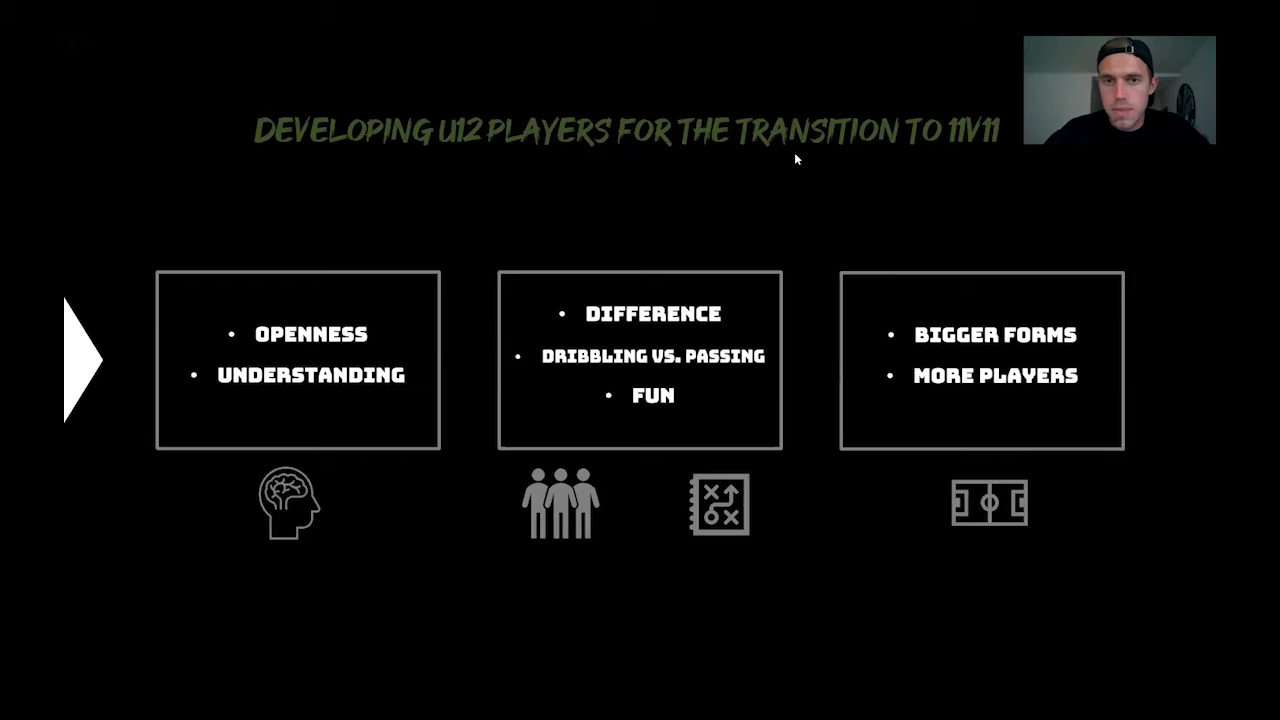 DEVELOPING U12 PLAYERS FOR THE TRANSITION TO 11V11
• OPENNESS
• UNDERSTANDING
• DIFFERENCE
• DRIBBLING VS. PASSING
• FUN
• BIGGER FORMS
• MORE PLAYERS